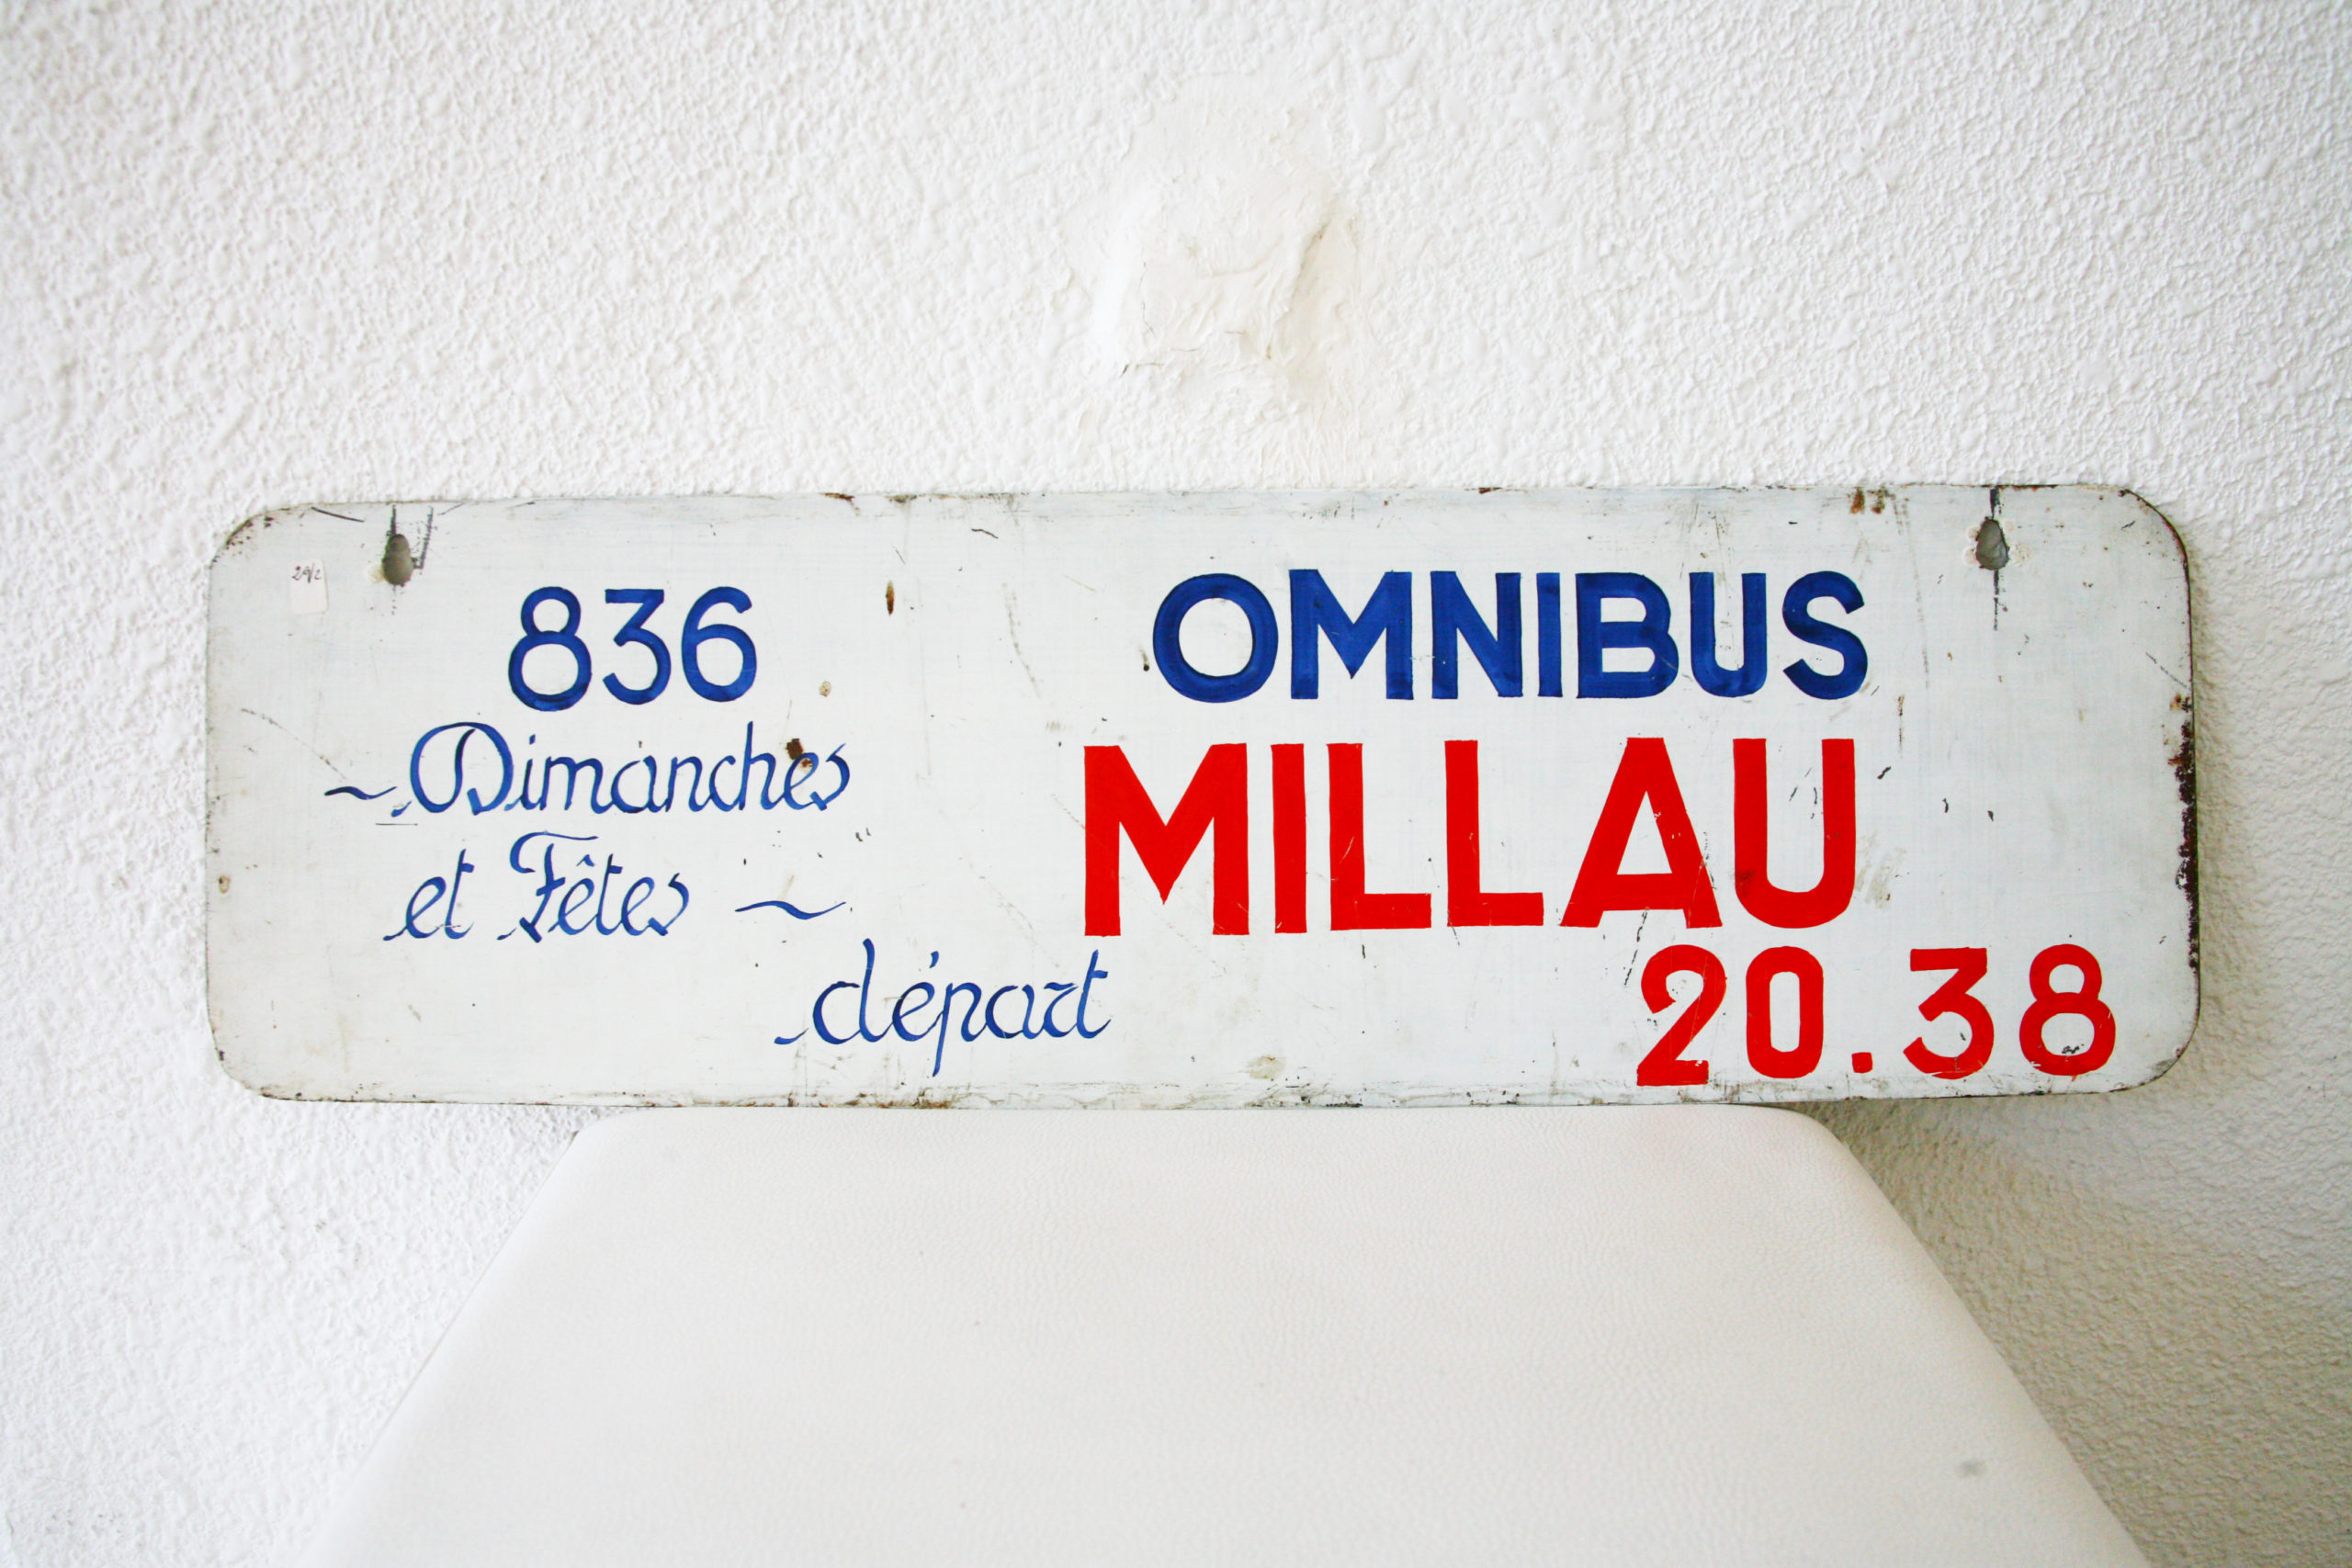 836
~ Dimanches
et Fêtes ~
départ
OMNIBUS
MILLAU
20.38